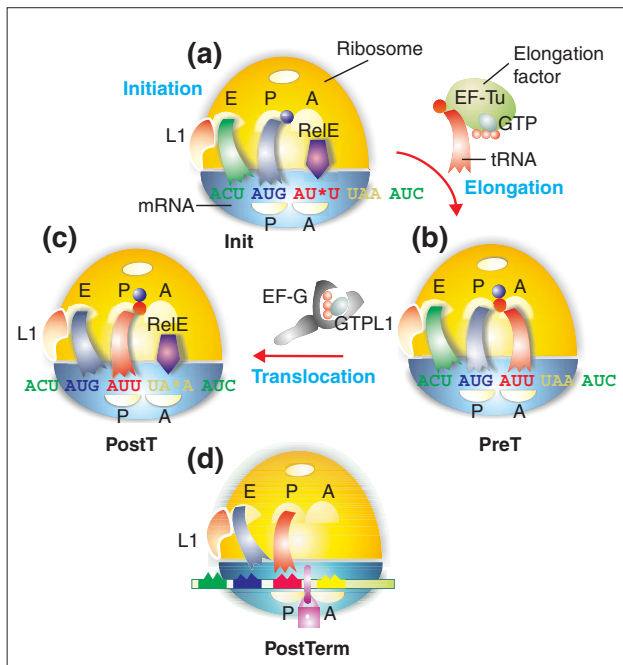 (a)
Ribosome
Elongation
factor
Initiation
E P A
EF-Tu
GTP
L1
RelE
tRNA
Elongation
ACU AUG AU*U UAA AUC
mRNA
P A
Init
(c)
(b)
E P A
EF-G
GTP
L1
RelE
L1
E P A
Translocation
ACU AUG AUU UA*A AUC
ACU AUG AUU UAA AUC
P A
P A
PostT
PreT
(d)
E P A
L1
P A
PostTerm